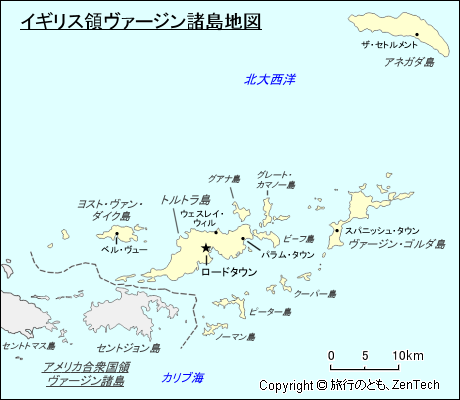 イギリス領ヴァージン諸島地図
ザ・セトルメント
アネガダ島
北大西洋
グアナ島
グレート・
カマノー島
ヨスト・ヴァン・
ダイク島
トルトラ島
ウェスレイ・
ウィル
スパニッシュ・タウン
ヴァージン・ゴルダ島
ビーフ島
ベル・ヴュー
パラム・タウン
ロードタウン
クーパー島
ピーター島
ノーマン島
セントトマス島
セントジョン島
アメリカ合衆国領
ヴァージン諸島
カリブ海
0 5 10km
Copyright © 旅行のとも、ZenTech